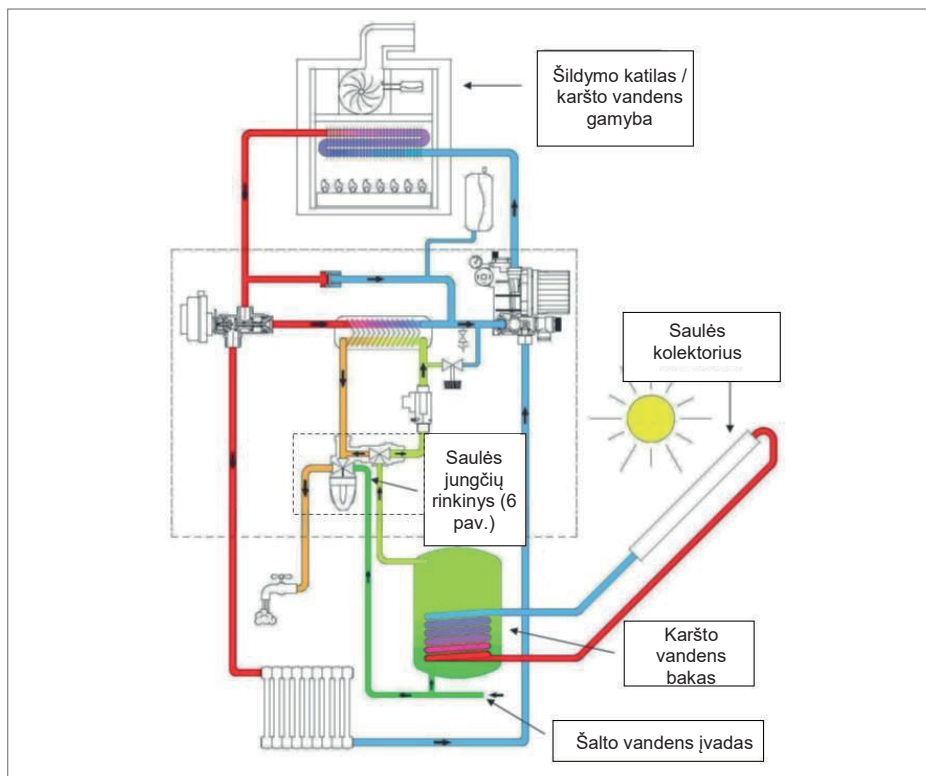 Šildymo katilas /
karšto vandens
gamyba
Saulės
kolektorius
Saulės
jungčių
rinkinys (6
pav.)
Karšto
vandens
bakas
Šalto vandens įvadas